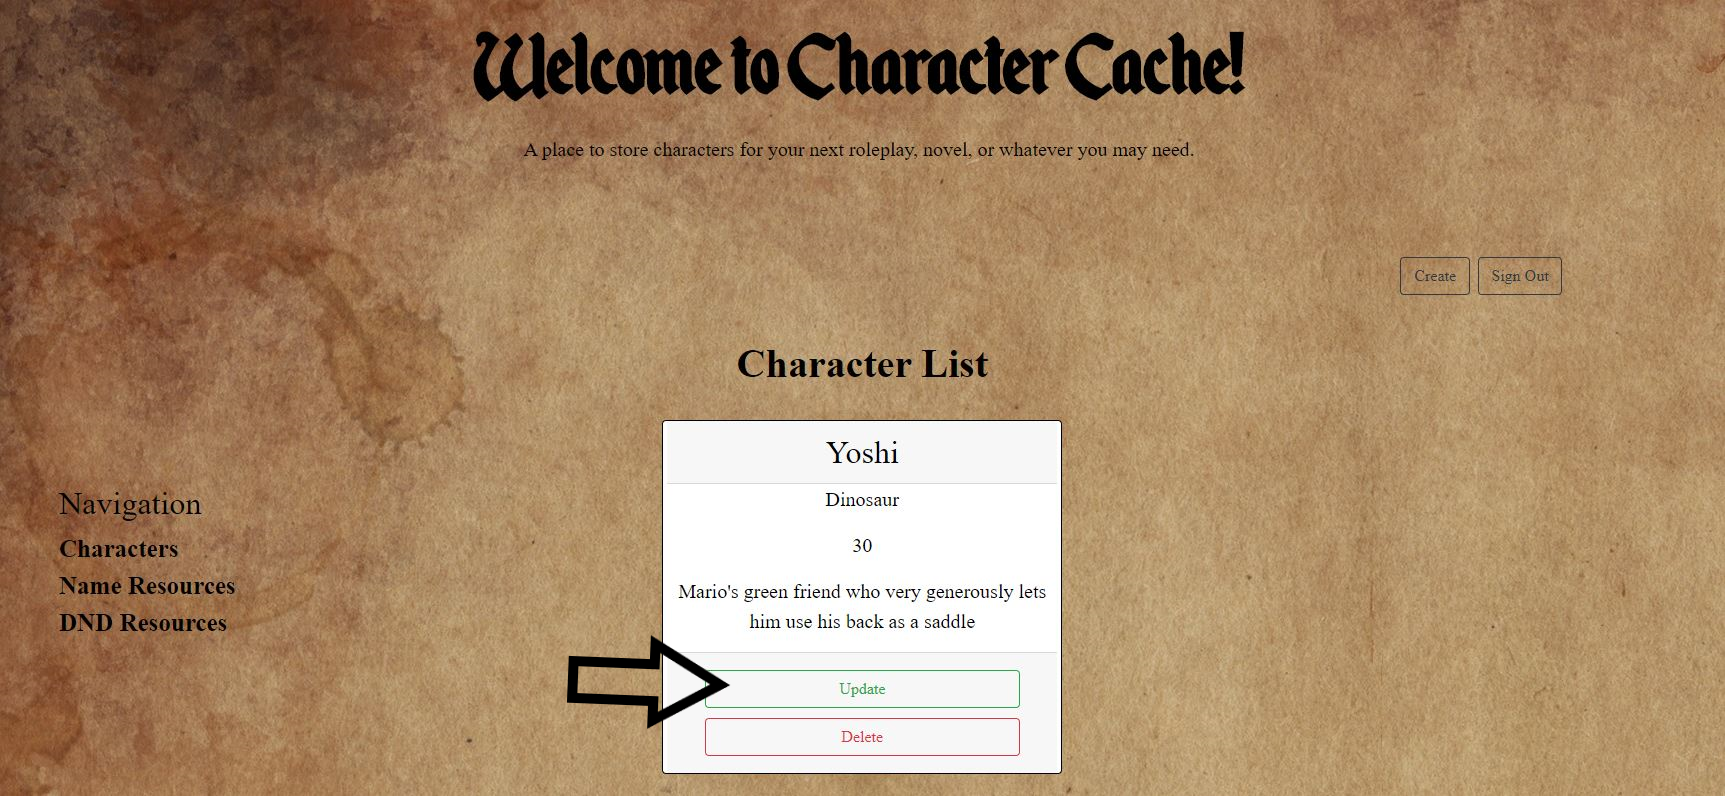 Welcome to Character Cache!
A place to store characters for your next roleplay, novel, or whatever you may need.
Create
Sign Out
Character List
Yoshi
Dinosaur
30
Mario's green friend who very generously lets
him use his back as a saddle
Update
Delete
Navigation
Characters
Name Resources
DND Resources